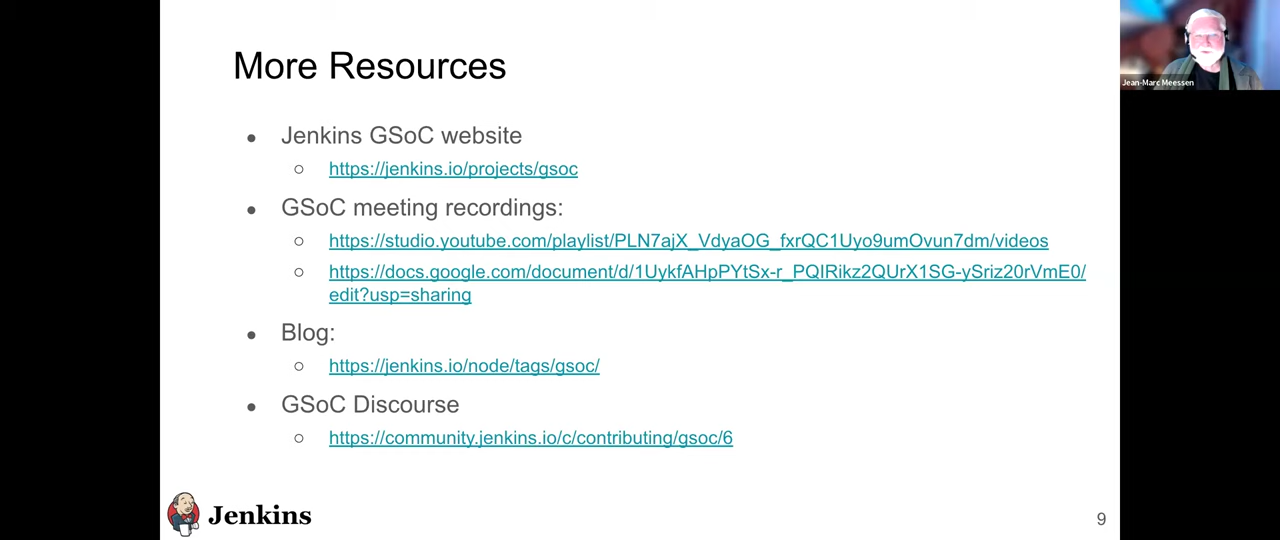 More Resources
Jean-Marc Meessen
● Jenkins GSoC website
○ https://jenkins.io/projects/gsoc
● GSoC meeting recordings:
○ https://studio.youtube.com/playlist/PLN7ajX_VdyaOG_fxrQC1Uyo9umOvun7dm/videos
○ https://docs.google.com/document/d/1UykfAHpPYtSx-r_PQIRikz2QUrX1SG-ySriz20rVmE0/
edit?usp=sharing
● Blog:
○ https://jenkins.io/node/tags/gsoc/
● GSoC Discourse
○ https://community.jenkins.io/c/contributing/gsoc/6
Jenkins
9